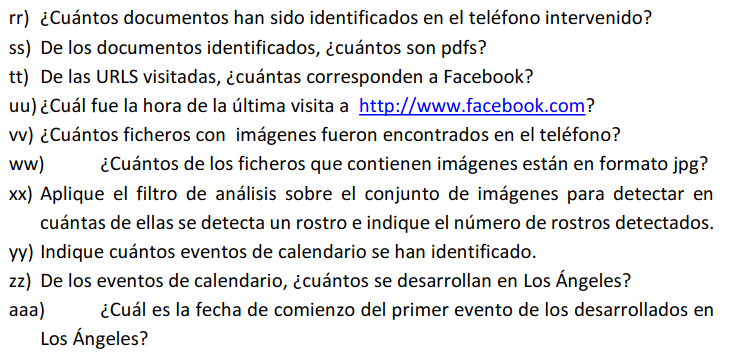 rr) ¿Cuántos documentos han sido identificados en el teléfono intervenido?
ss) De los documentos identificados, ¿cuántos son pdfs?
tt) De las URLS visitadas, ¿cuántas corresponden a Facebook?
uu) ¿Cuál fue la hora de la última visita a http://www.facebook.com?
vv) ¿Cuántos ficheros con imágenes fueron encontrados en el teléfono?
ww) ¿Cuántos de los ficheros que contienen imágenes están en formato jpg?
xx) Aplique el filtro de análisis sobre el conjunto de imágenes para detectar en
cuántas de ellas se detecta un rostro e indique el número de rostros detectados.
yy) Indique cuántos eventos de calendario se han identificado.
zz) De los eventos de calendario, ¿cuántos se desarrollan en Los Ángeles?
aaa) ¿Cuál es la fecha de comienzo del primer evento de los desarrollados en
Los Ángeles?